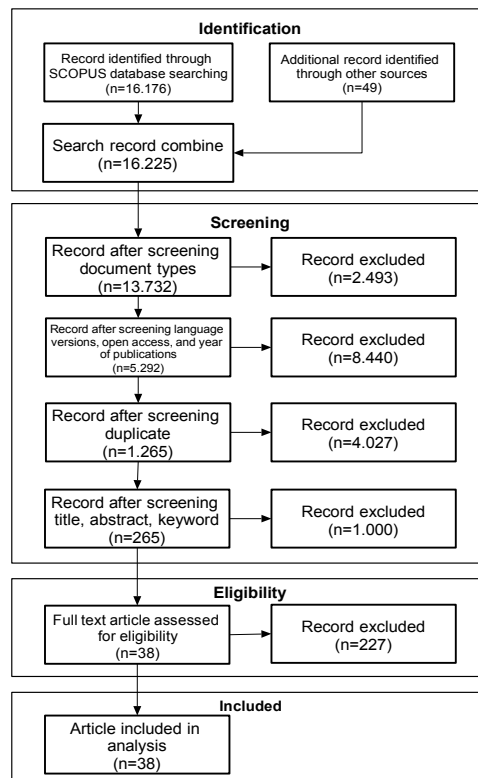 Identification
Record identified through
SCOPUS database searching
(n=16.176)
Additional record identified
through other sources
(n=49)
Search record combine
(n=16.225)
Screening
Record after screening
document types
(n=13.732)
Record excluded
(n=2.493)
Record after screening language
versions, open access, and year
of publications
(n=5.292)
Record excluded
(n=8.440)
Record after screening
duplicate
(n=1.265)
Record excluded
(n=4.027)
Record after screening
title, abstract, keyword
(n=265)
Record excluded
(n=1.000)
Eligibility
Full text article assessed
for eligibility
(n=38)
Record excluded
(n=227)
Included
Article included in
analysis
(n=38)